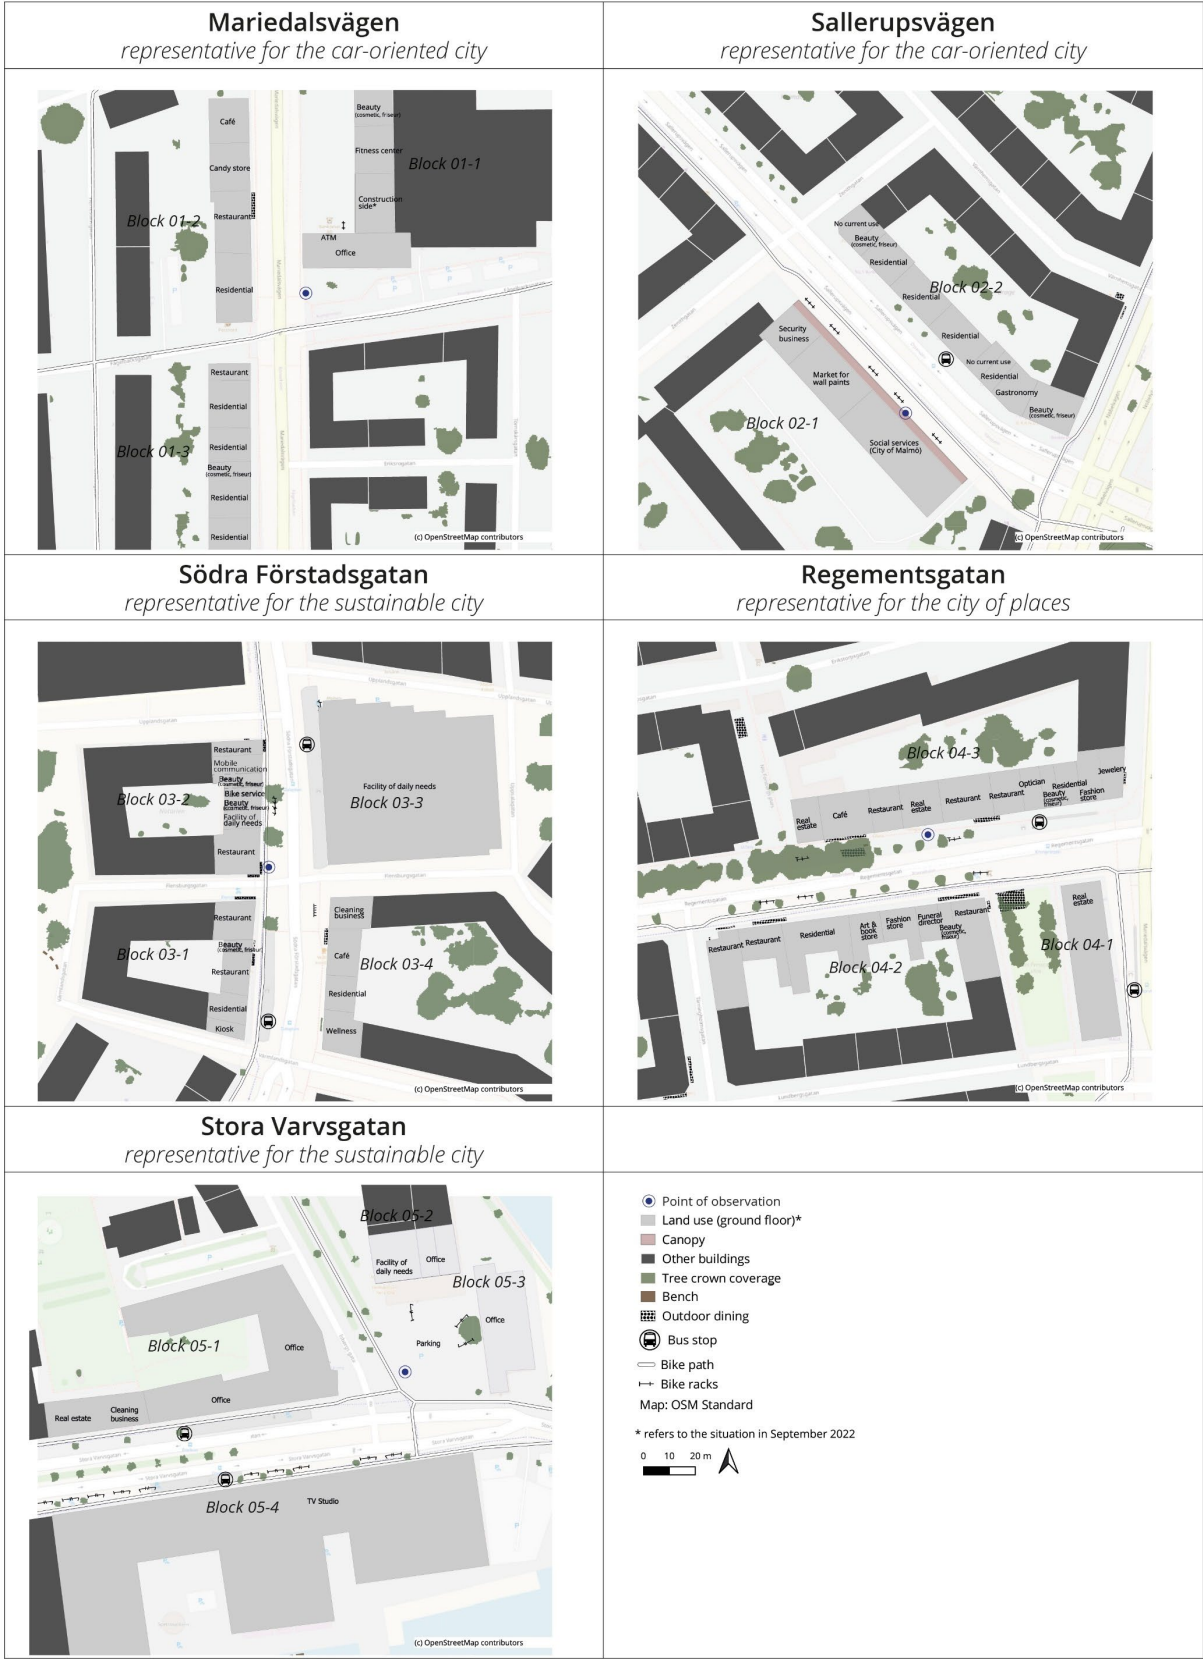 Mariedalsvägen
representative for the car-oriented city
Sallerupsvägen
representative for the car-oriented city
Café
Candy store
Restaurant
Block 01-2
Residential
Beauty
(cosmetic, friseur)
Fitness center
Block 01-1
Construction
side*
ATM
Office
Restaurant
Residential
Block 01-3
Residential
Beauty
(cosmetic, friseur)
Residential
Residential
(c) OpenStreetMap contributors
No current use
Beauty
(cosmetic, friseur)
Residential
Residential
Block 02-2
Residential
No current use
Residential
Gastronomy
Beauty
(cosmetic, friseur)
Security
business
Market for
wall paints
Block 02-1
Social services
(City of Malmö)
(c) OpenStreetMap contributors
Södra Förstadsgatan
representative for the sustainable city
Regementsgatan
representative for the city of places
Restaurant
Mobile
communication
Beauty
(cosmetic, friseur)
Bike service
Block 03-2
Beauty
(cosmetic, friseur)
Facility of
daily needs
Restaurant
Facility of daily needs
Block 03-3
Restaurant
Beauty
(cosmetic, friseur)
Block 03-1
Restaurant
Residential
Kiosk
Cleaning
business
Café
Block 03-4
Residential
Wellness
(c) OpenStreetMap contributors
Block 04-3
Real
estate
Café
Restaurant
Real
estate
Restaurant
Restaurant
Optician
Beauty
(cosmetic, friseur)
Residential
Fashion
store
Jewelery
Regementsgatan
Regementsgatan
Restaurant
Restaurant
Residential
Art &
book
store
Fashion
store
Funeral
director
Beauty
(cosmetic, friseur)
Restaurant
Real
estate
Block 04-1
Block 04-2
(c) OpenStreetMap contributors
Stora Varvsgatan
representative for the sustainable city
Block 05-2
Facility of
daily needs
Office
Block 05-3
Office
Parking
Block 05-1
Office
Office
Real estate
Cleaning
business
Stora Varvsgatan
Stora Varvsgatan
Stora Varvsgatan
Stora Varvsgatan
Block 05-4
TV Studio
(c) OpenStreetMap contributors
Point of observation
Land use (ground floor)*
Canopy
Other buildings
Tree crown coverage
Bench
Outdoor dining
Bus stop
Bike path
Bike racks
Map: OSM Standard
* refers to the situation in September 2022
0 10 20 m